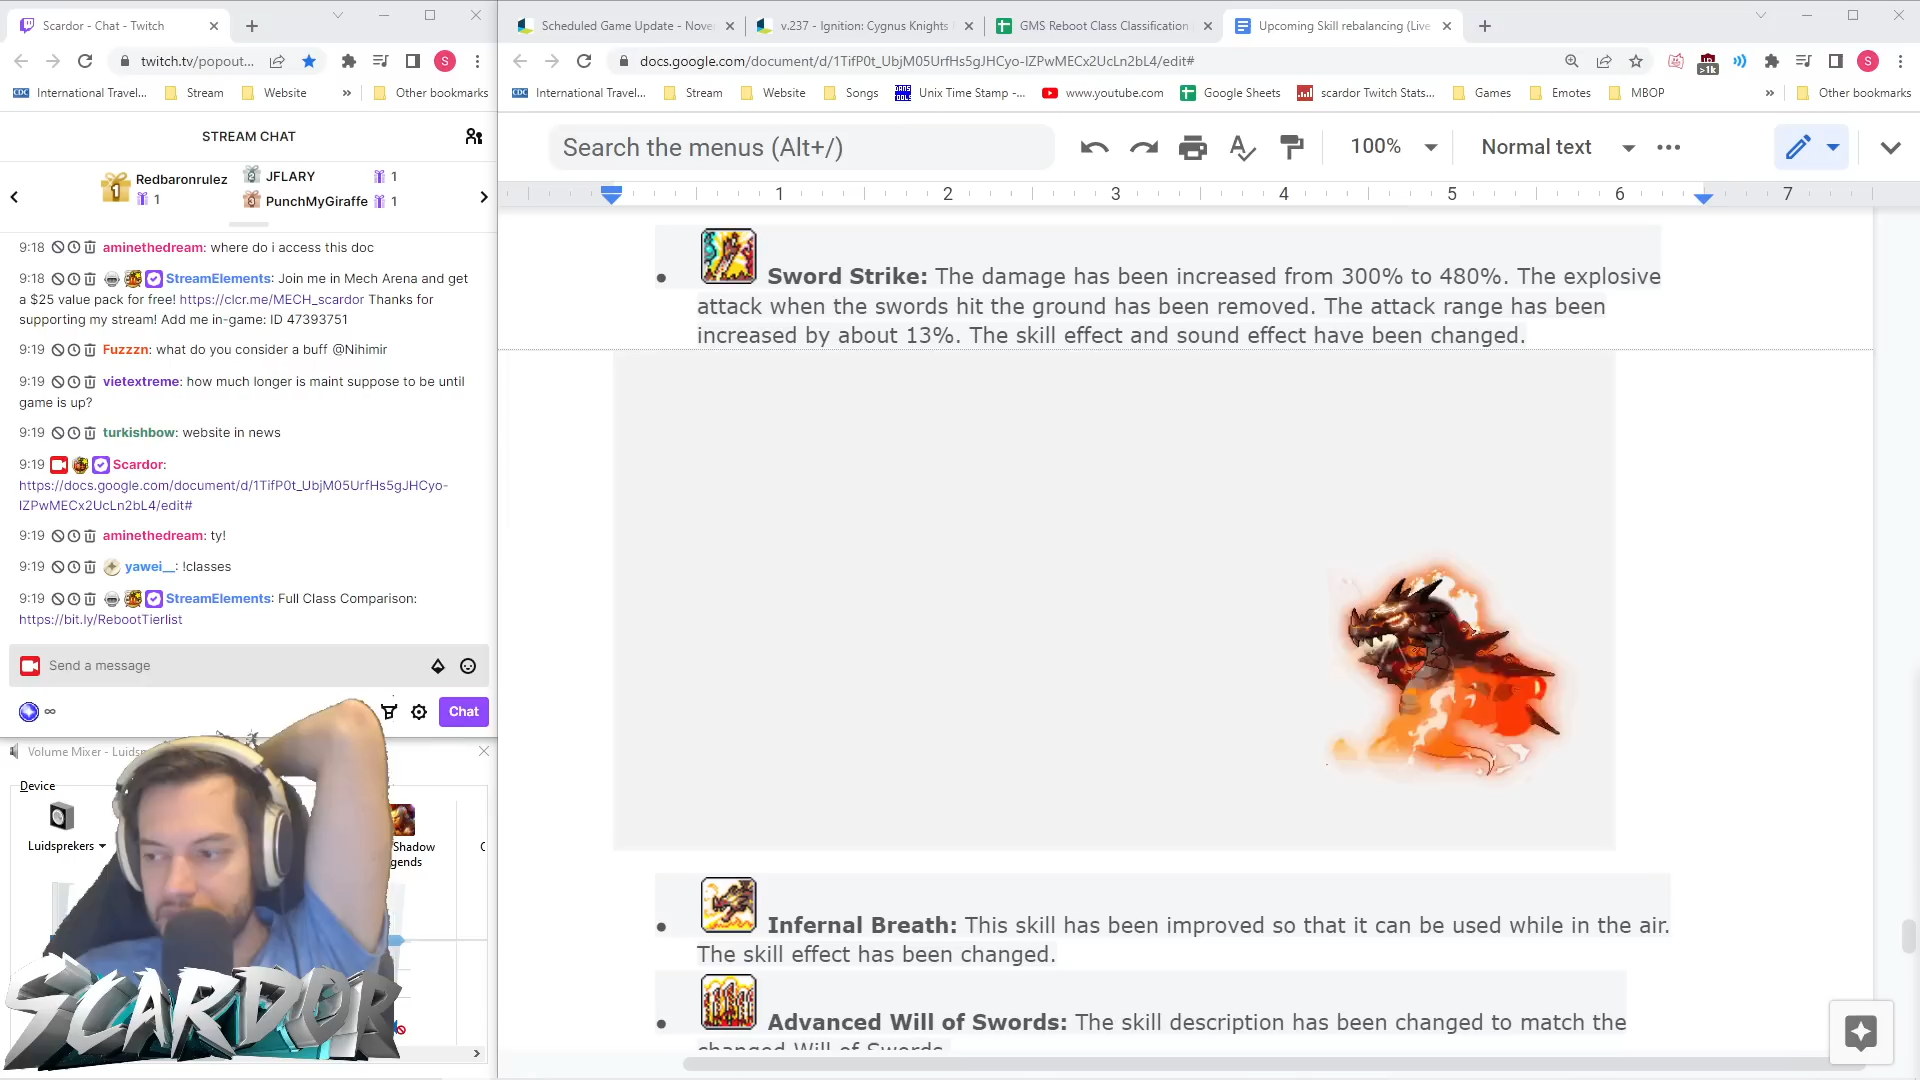 Scardor - Chat - Twitch
twitch.tv/popout...
International Travel...
Stream
Website
Other bookmarks
STREAM CHAT
1 Redbaronrulez
1
2 JFLARY 1
3 PunchMyGiraffe 1
9:18 aminethedream: where do i access this doc
9:18 StreamElements: Join me in Mech Arena and get
a $25 value pack for free! https://clcr.me/MECH_scardor Thanks for
supporting my stream! Add me in-game: ID 47393751
9:19 Fuzzzn: what do you consider a buff @Nihimir
9:19 vietextreme: how much longer is maint suppose to be until
game is up?
9:19 turkishbow: website in news
9:19 Scardor:
https://docs.google.com/document/d/1TifP0t_UbjM05UrfHs5gJHCyo-
IZPwMECx2UcLn2bL4/edit#
9:19 aminethedream: ty!
9:19 yawei__: !classes
9:19 StreamElements: Full Class Comparison:
https://bit.ly/RebootTierlist
Send a message
∞
Chat
Volume Mixer - Luidsp
Device
Luidsprekers
Shadow
gends
SCARDOR
Scheduled Game Update - Nove
v.237 - Ignition: Cygnus Knights
GMS Reboot Class Classification
Upcoming Skill rebalancing (Live
docs.google.com/document/d/1TifP0t_UbjM05UrfHs5gJHCyo-IZPwMECx2UcLn2bL4/edit#
>1k
S
International Travel...
Stream
Website
Songs
Unix Time Stamp -...
www.youtube.com
Google Sheets
scardor Twitch Stats...
Games
Emotes
MBOP
Other bookmarks
Search the menus (Alt+/)
100%
Normal text
1 2 3 4 5 6 7
Sword Strike: The damage has been increased from 300% to 480%. The explosive
attack when the swords hit the ground has been removed. The attack range has been
increased by about 13%. The skill effect and sound effect have been changed.
Infernal Breath: This skill has been improved so that it can be used while in the air.
The skill effect has been changed.
Advanced Will of Swords: The skill description has been changed to match the
changed Will of Swords.